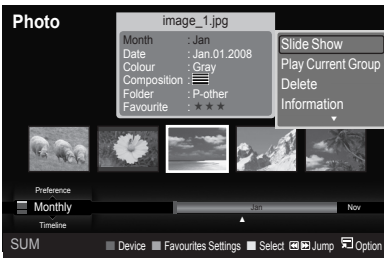 Photo
image_1.jpg
Month : Jan
Date : Jan.01.2008
Colour : Gray
Composition :
Folder : P-other
Favourite : ★★★
Slide Show
Play Current Group
Delete
Information
Preference
Monthly
Timeline
Jan
Nov
SUM
Device
Favourites Settings
Select
Jump
Option